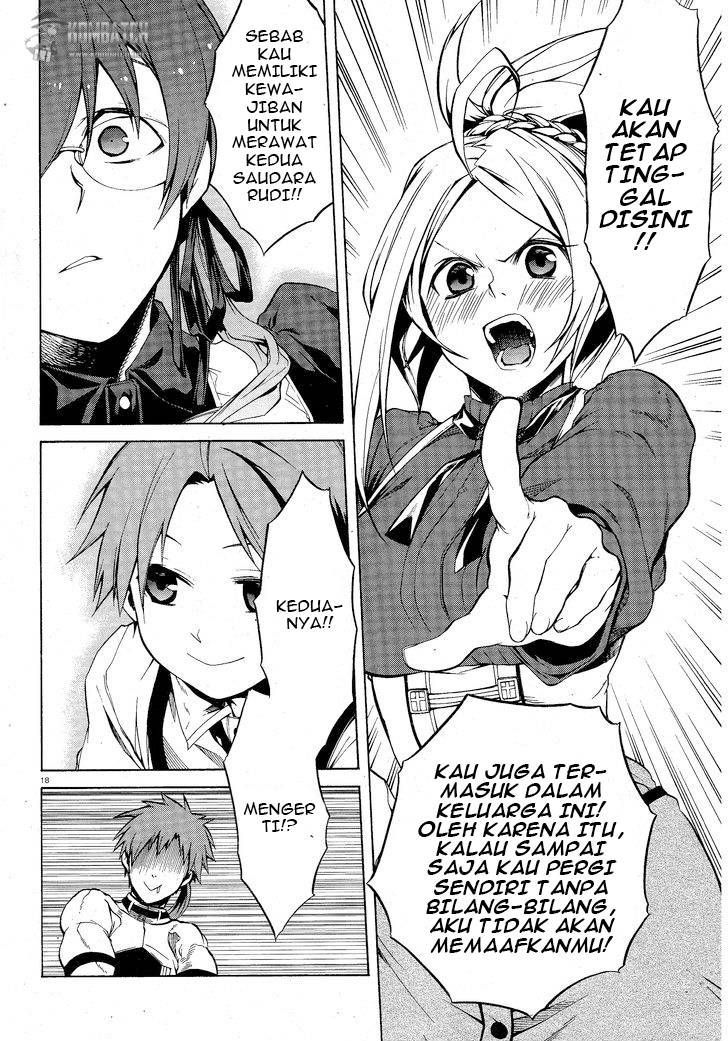 KAU
AKAN
TETAP
TING-
GAL
DISINI
!!
KAU JUGA TER-
MASUK DALAM
KELUARGA INI!
OLEH KARENA ITU,
KALAU SAMPAI
SAJA KAU PERGI
SENDIRI TANPA
BILANG-BILANG,
AKU TIDAK AKAN
MEMAAFKANMU!
SEBAB
KAU
MEMILIKI
KEWA-
JIBAN
UNTUK
MERAWAT
KEDUA
SAUDARA
RUDI!!
KEDUA-
NYA!!
MENGER
TI!?
18
KOMBATCH